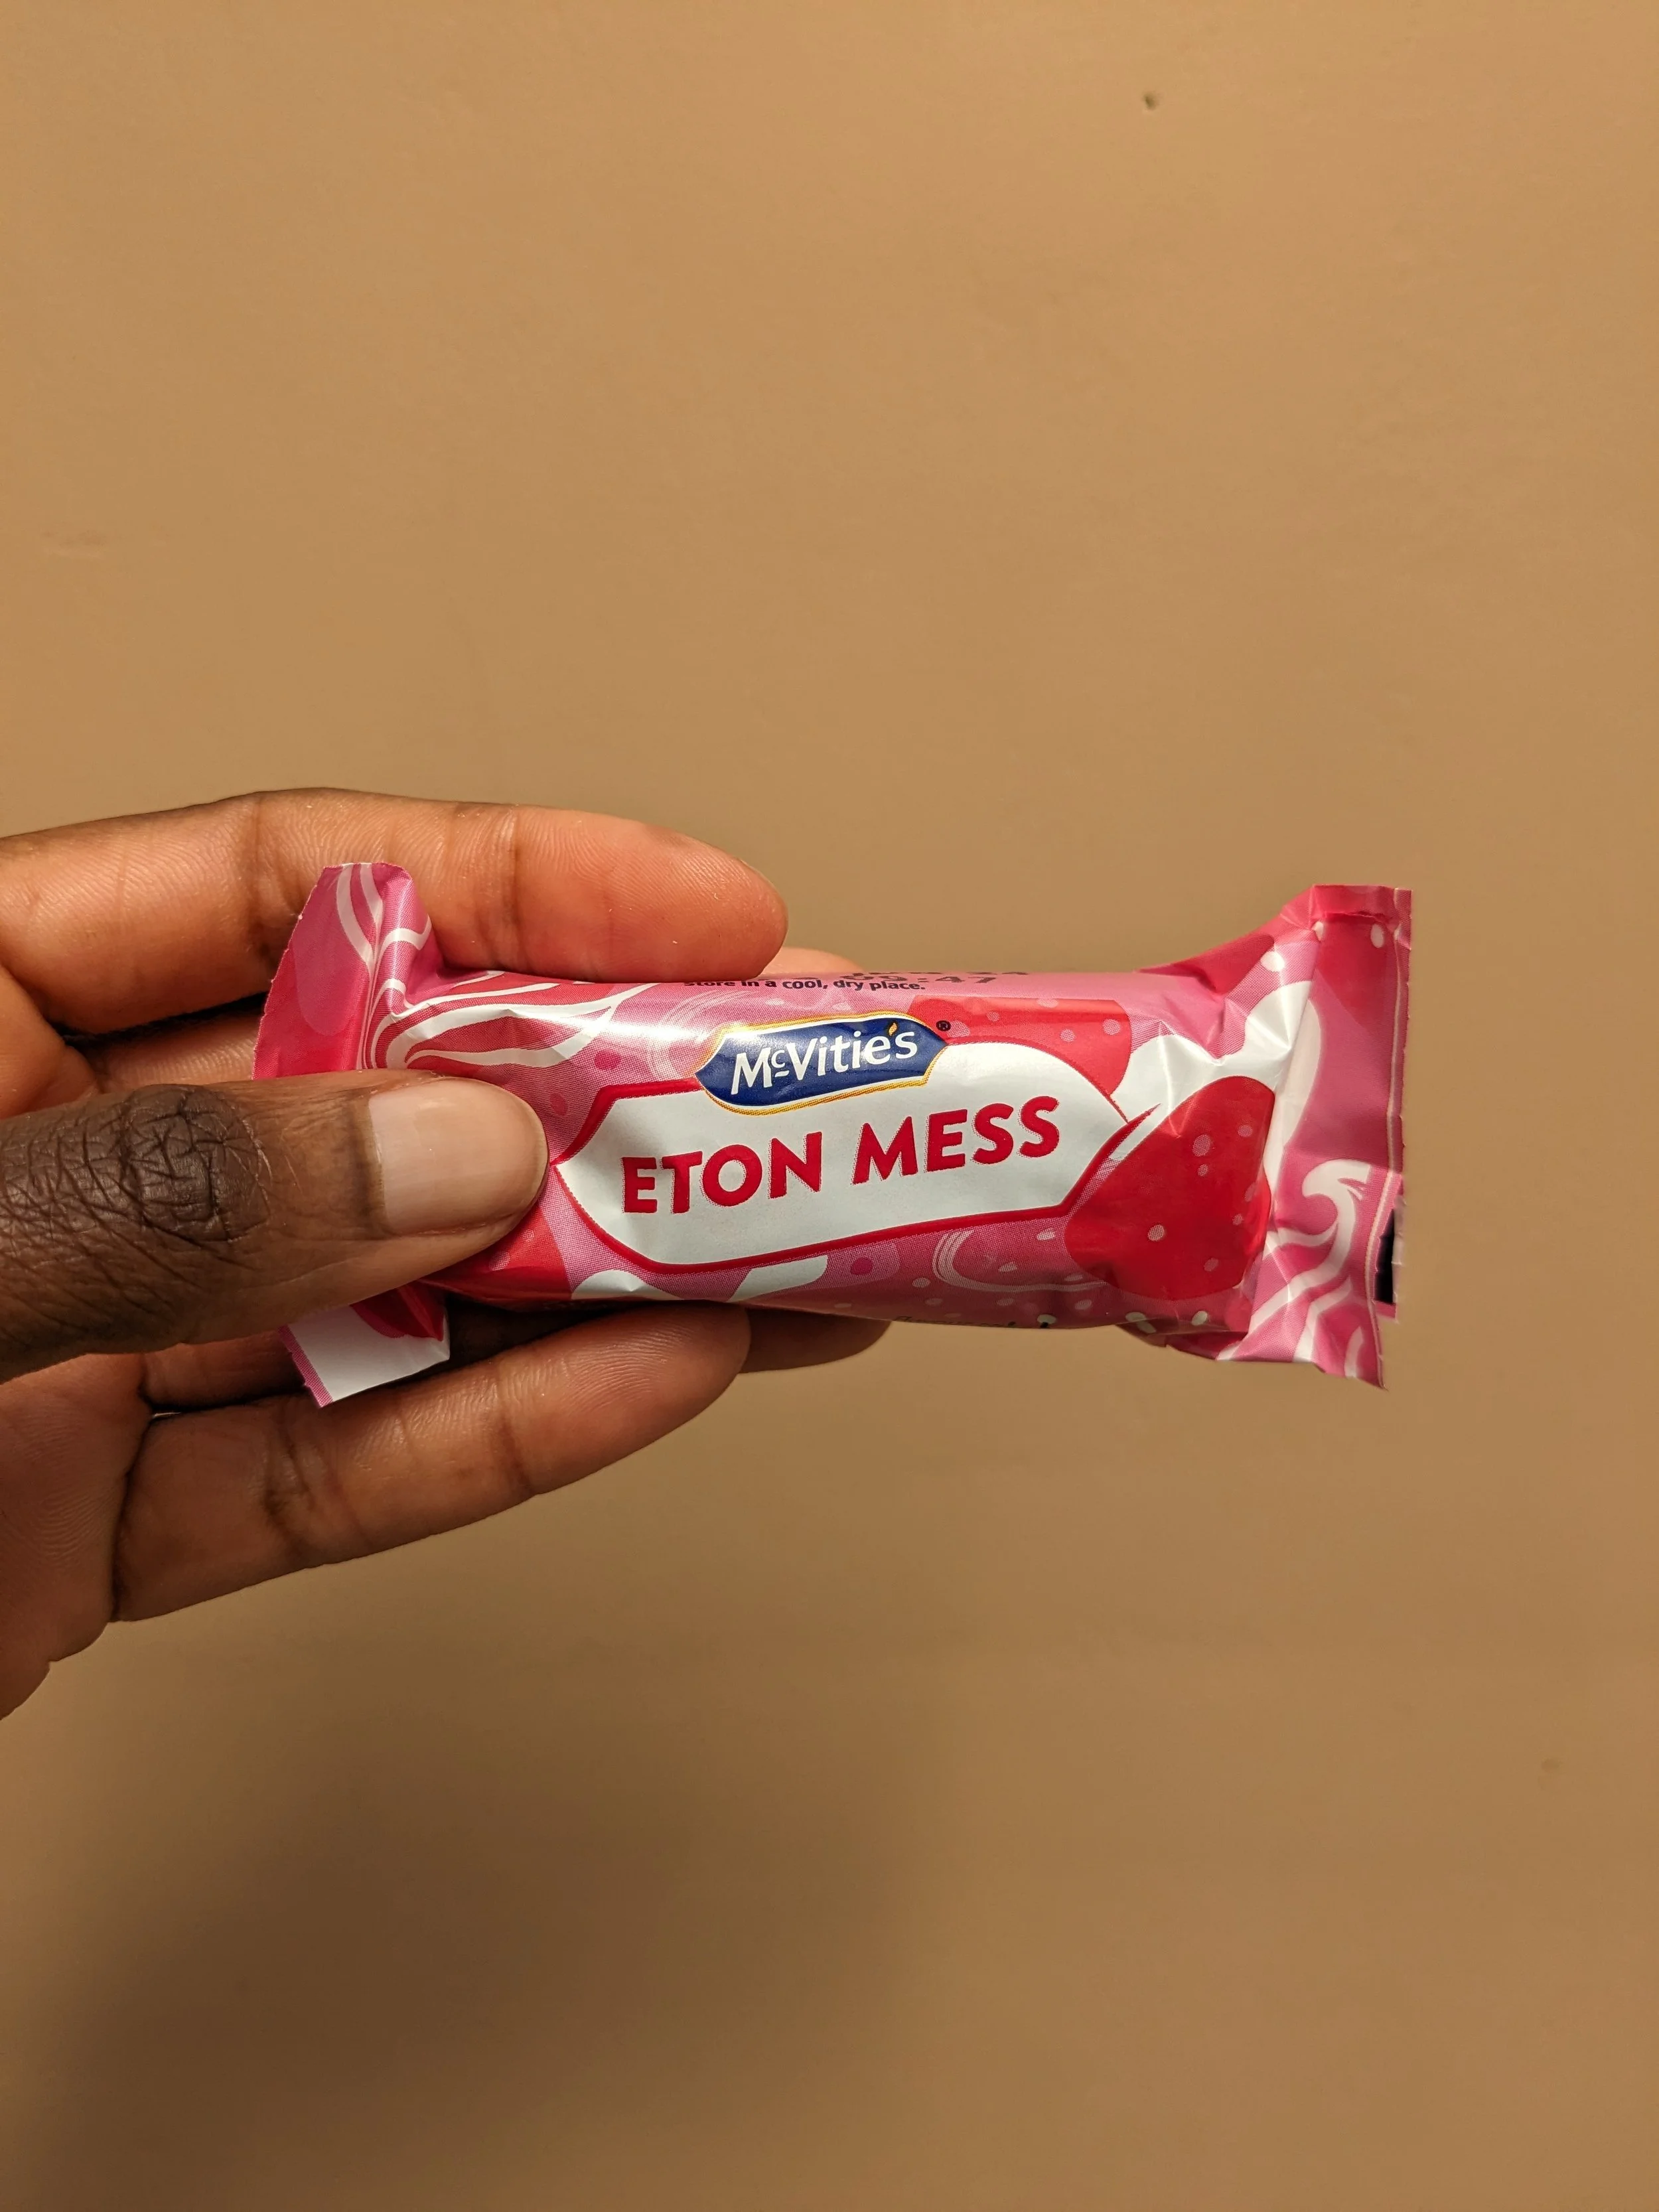 store in a cool, dry place.
McVitie's®
ETON MESS